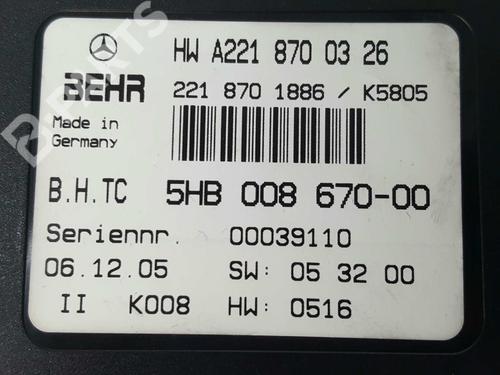 HW A221 870 03 26
BEHR 221 870 1886 / K5805
Made in
Germany
B.H.TC 5HB 008 670-00
Seriennr. 00039110
06.12.05 SW: 05 32 00
II K008 HW: 0516